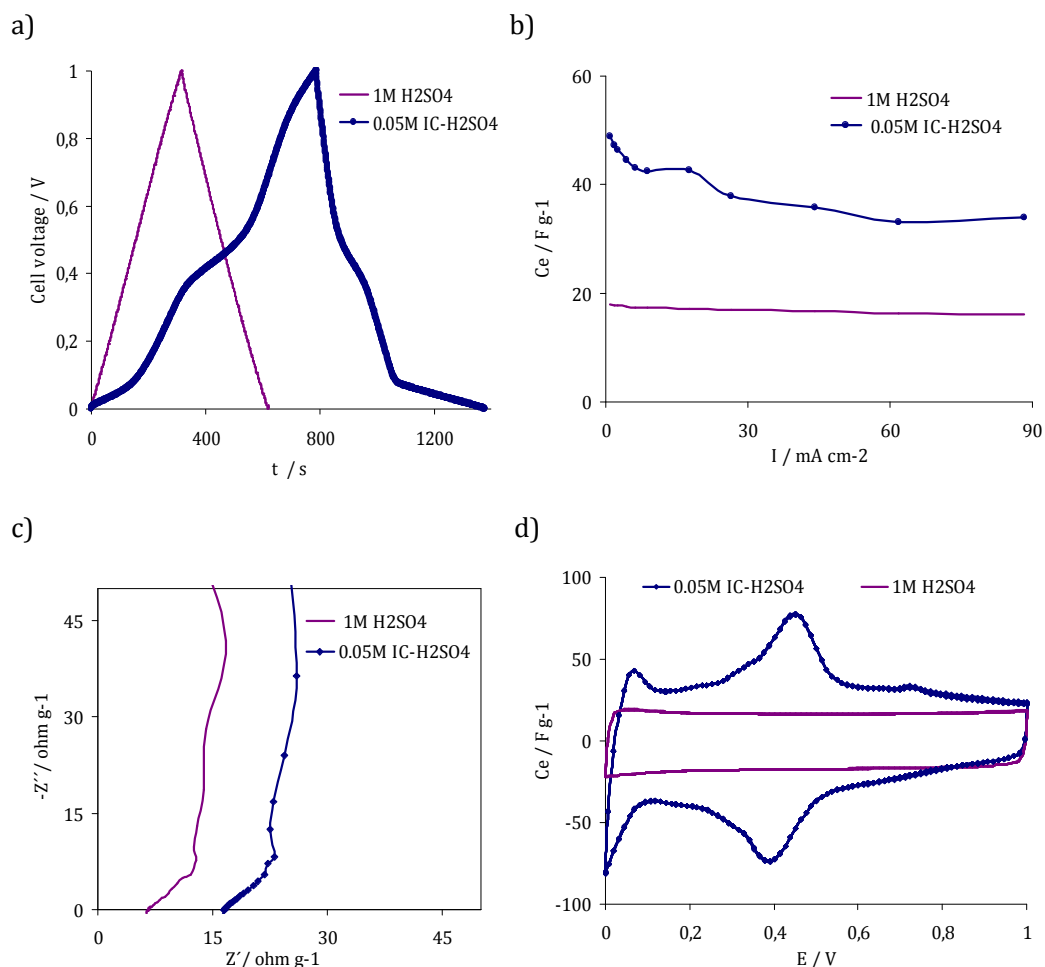 a)
1
0,8
0,6
0,4
0,2
0
0 400 800 1200
Cell voltage / V
t / s
1M H2SO4
0.05M IC-H2SO4
b)
60
40
20
0
0 30 60 90
Ce / F g-1
I / mA cm-2
1M H2SO4
0.05M IC-H2SO4
c)
45
30
15
0
0 15 30 45
-Z´´/ ohm g-1
Z´/ ohm g-1
1M H2SO4
0.05M IC-H2SO4
d)
100
50
0
-50
-100
0 0,2 0,4 0,6 0,8 1
Ce / F g-1
E / V
0.05M IC-H2SO4 1M H2SO4